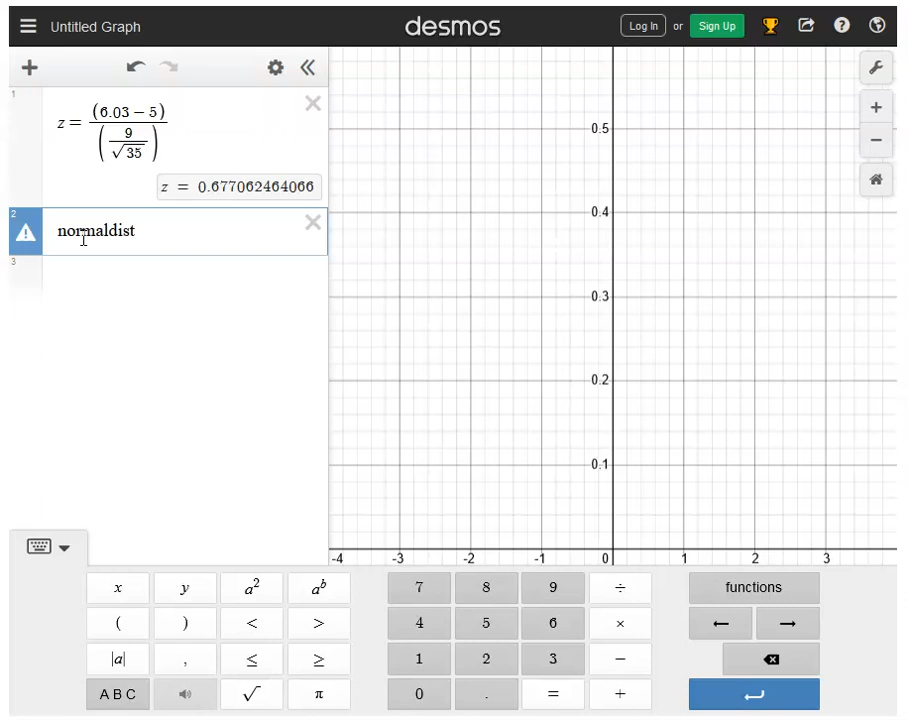 Untitled Graph
desmos
Log In or Sign Up
1
z = (6.03 − 5) / (9 / √35)
z = 0.677062464066
2
normaldist
3
0.5
0.4
0.3
0.2
0.1
-4 -3 -2 -1 0 1 2 3
x y a² aᵇ 7 8 9 ÷ functions
( ) < > 4 5 6 × ← →
|a| , ≤ ≥ 1 2 3 −
A B C √ π 0 . = +